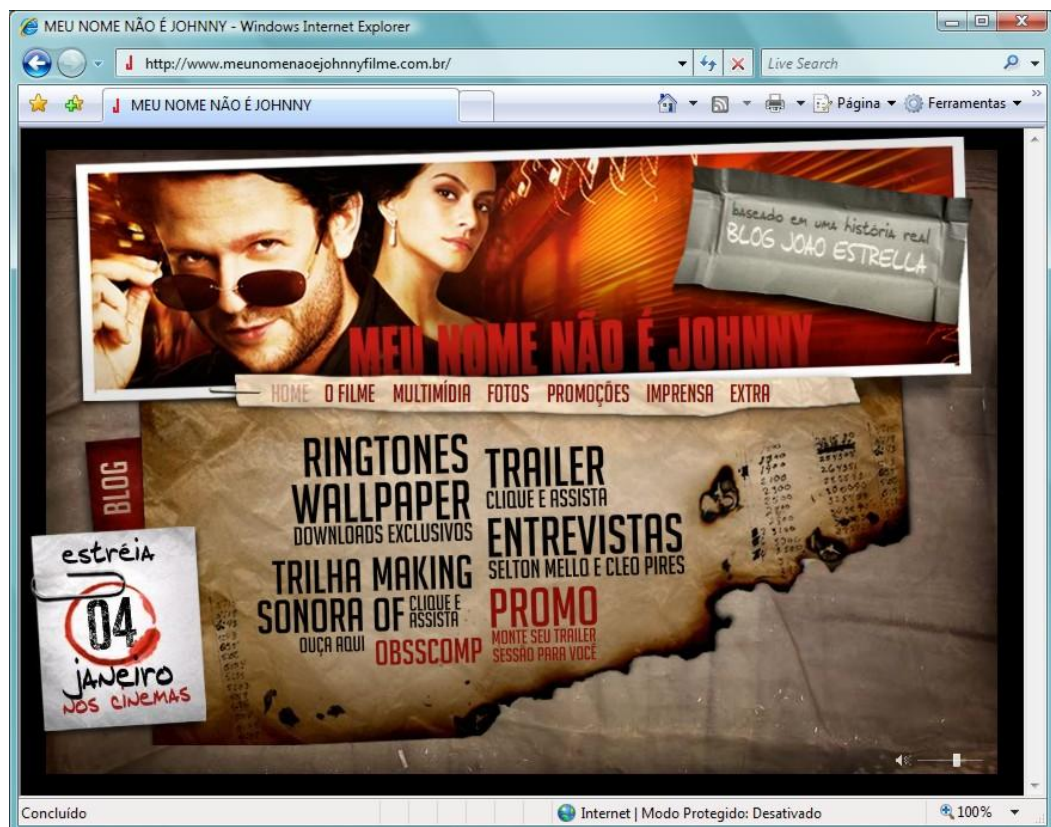 MEU NOME NÃO É JOHNNY - Windows Internet Explorer
http://www.meunomenaoejohnnyfilme.com.br/
Live Search
MEU NOME NÃO É JOHNNY
Página
Ferramentas
baseado em uma história real
BLOG JOAO ESTRELLA
MEU NOME NÃO É JOHNNY
HOME O FILME MULTIMÍDIA FOTOS PROMOÇÕES IMPRENSA EXTRA
BLOG
RINGTONES
WALLPAPER
DOWNLOADS EXCLUSIVOS
TRAILER
CLIQUE E ASSISTA
ENTREVISTAS
SELTON MELLO E CLEO PIRES
TRILHA
SONORA
OUÇA AQUI
MAKING
OF CLIQUE E
ASSISTA
OBSSCOMP
PROMO
MONTE SEU TRAILER
SESSÃO PARA VOCÊ
estréia
04
janeiro
nos cinemas
Concluído
Internet | Modo Protegido: Desativado
100%